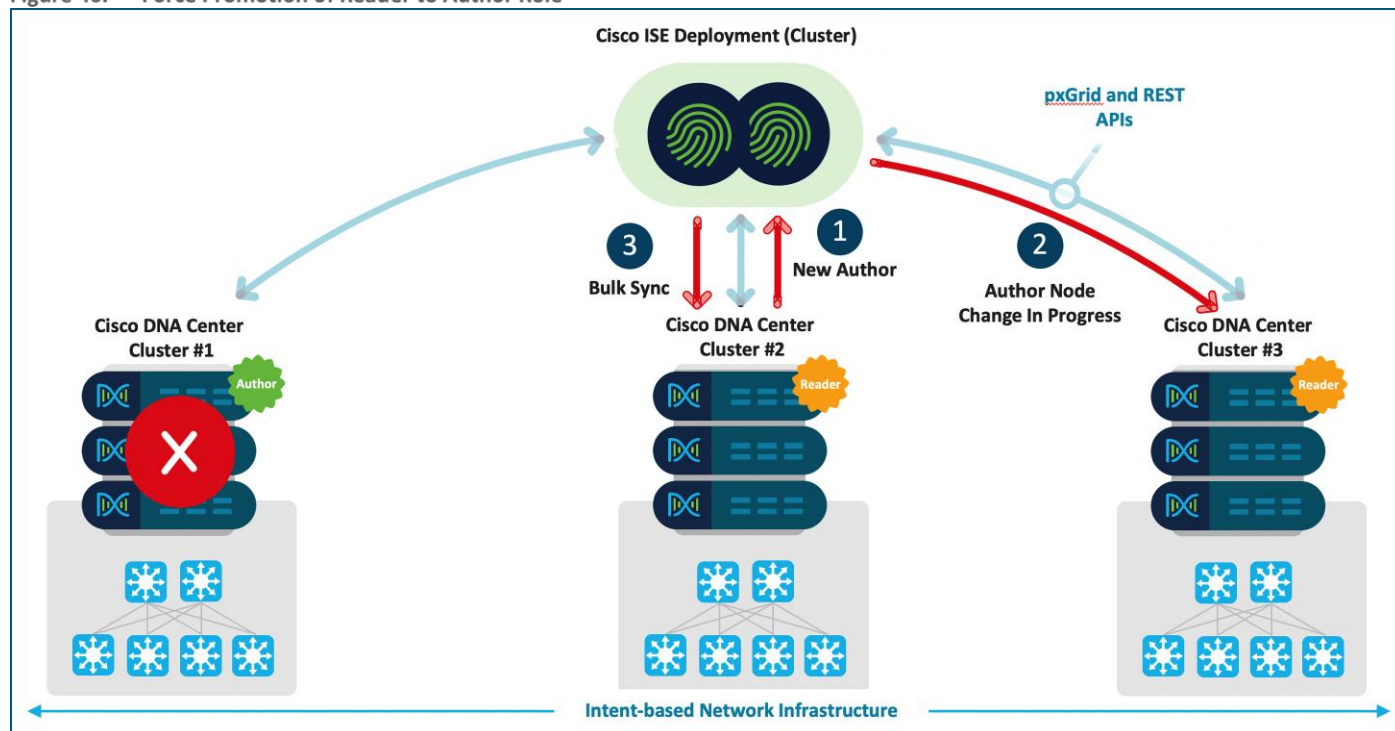 Cisco ISE Deployment (Cluster)
pxGrid and REST
APIs
3
Bulk Sync
1
New Author
2
Author Node
Change In Progress
Cisco DNA Center
Cluster #1
Author
X
Cisco DNA Center
Cluster #2
Reader
Cisco DNA Center
Cluster #3
Reader
Intent-based Network Infrastructure